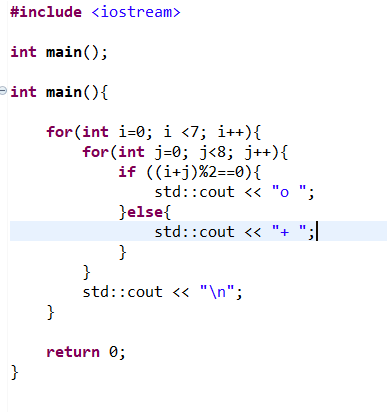 #include <iostream>
int main();
int main(){
for(int i=0; i <7; i++){
for(int j=0; j<8; j++){
if ((i+j)%2==0){
std::cout << "o ";
}else{
std::cout << "+ ";
}
}
std::cout << "\n";
}
return 0;
}